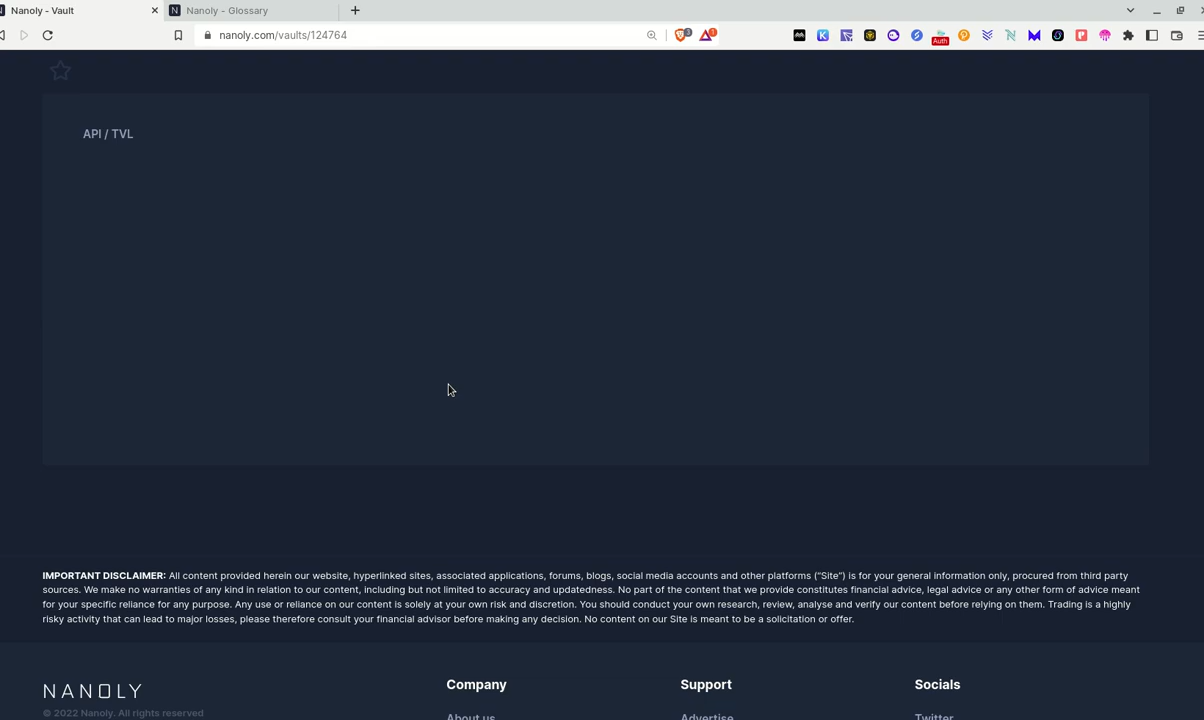 Nanoly - Vault
Nanoly - Glossary
nanoly.com/vaults/124764
3
1
Auth
API / TVL
IMPORTANT DISCLAIMER: All content provided herein our website, hyperlinked sites, associated applications, forums, blogs, social media accounts and other platforms (“Site”) is for your general information only, procured from third party
sources. We make no warranties of any kind in relation to our content, including but not limited to accuracy and updatedness. No part of the content that we provide constitutes financial advice, legal advice or any other form of advice meant
for your specific reliance for any purpose. Any use or reliance on our content is solely at your own risk and discretion. You should conduct your own research, review, analyse and verify our content before relying on them. Trading is a highly
risky activity that can lead to major losses, please therefore consult your financial advisor before making any decision. No content on our Site is meant to be a solicitation or offer.
NANOLY
© 2022 Nanoly. All rights reserved
Company
About us
Support
Advertise
Socials
Twitter